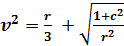 v² = r/3 + √((1+c²)/r²)